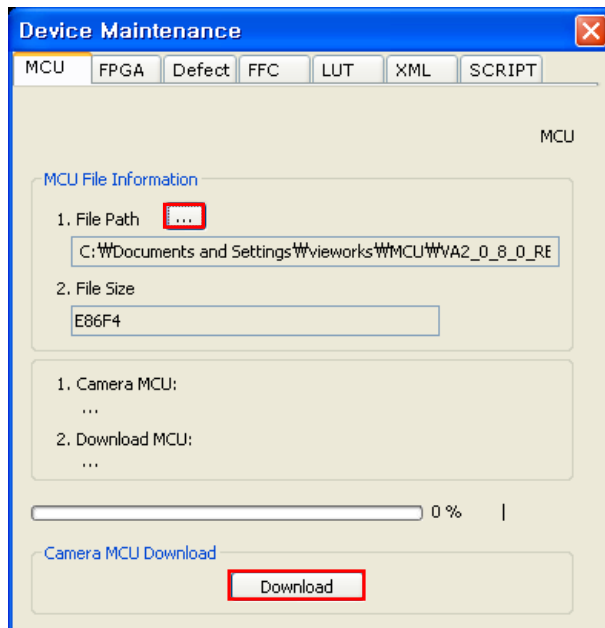 Device Maintenance
MCU FPGA Defect FFC LUT XML SCRIPT
MCU
MCU File Information
1. File Path ...
C:₩Documents and Settings₩vieworks₩MCU₩VA2_0_8_0_RE
2. File Size
E86F4
1. Camera MCU:
...
2. Download MCU:
...
0 %
Camera MCU Download
Download